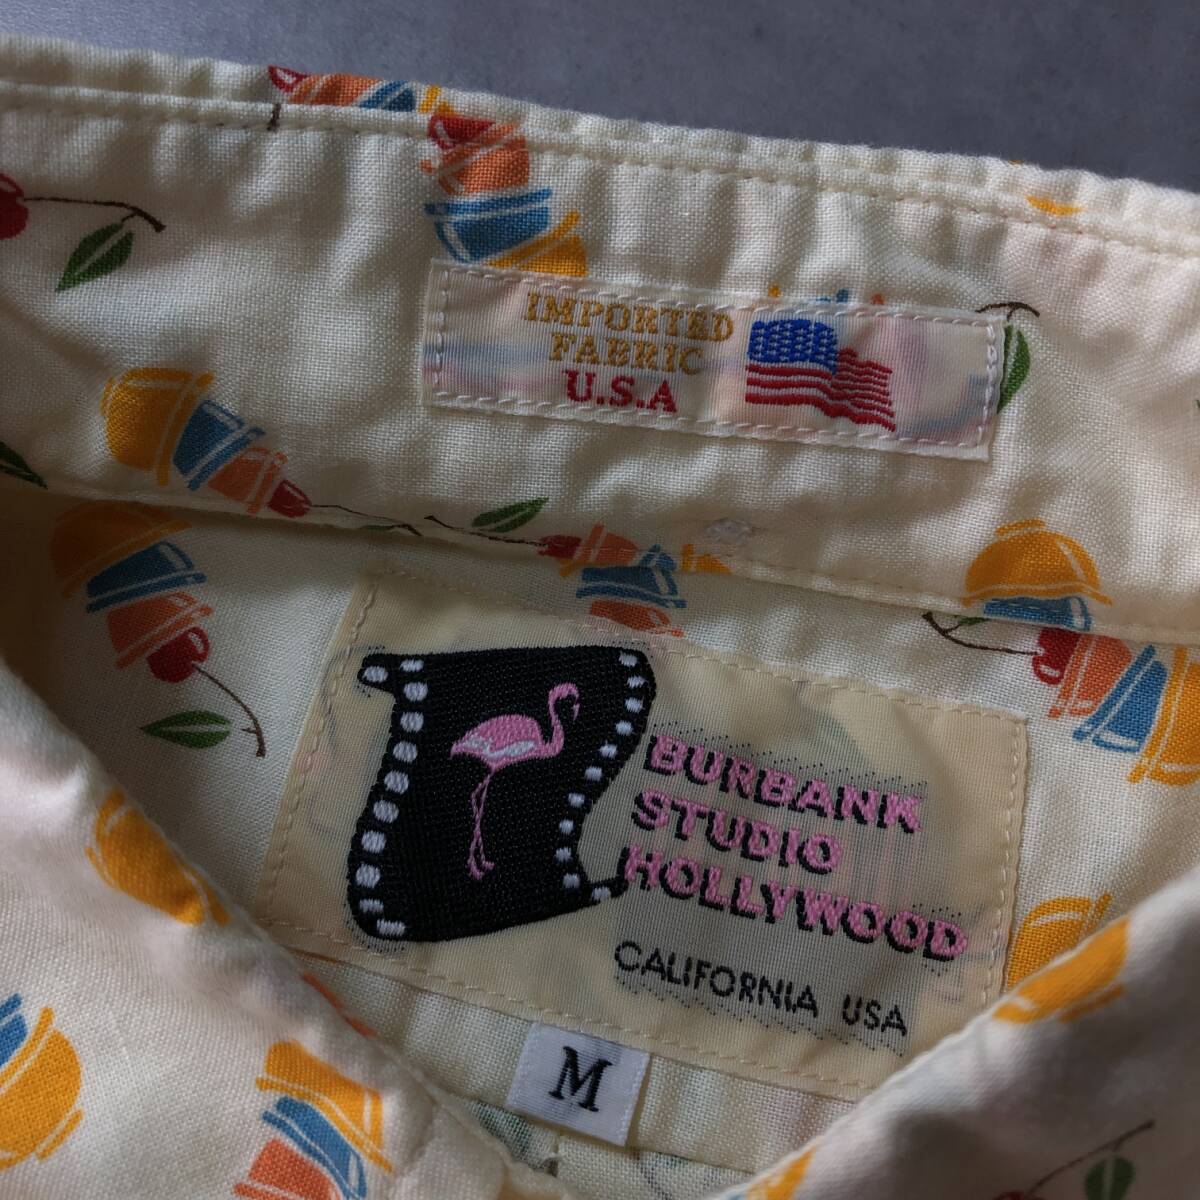 IMPORTED
FABRIC
U.S.A
BURBANK
STUDIO
HOLLYWOOD
CALIFORNIA USA
M